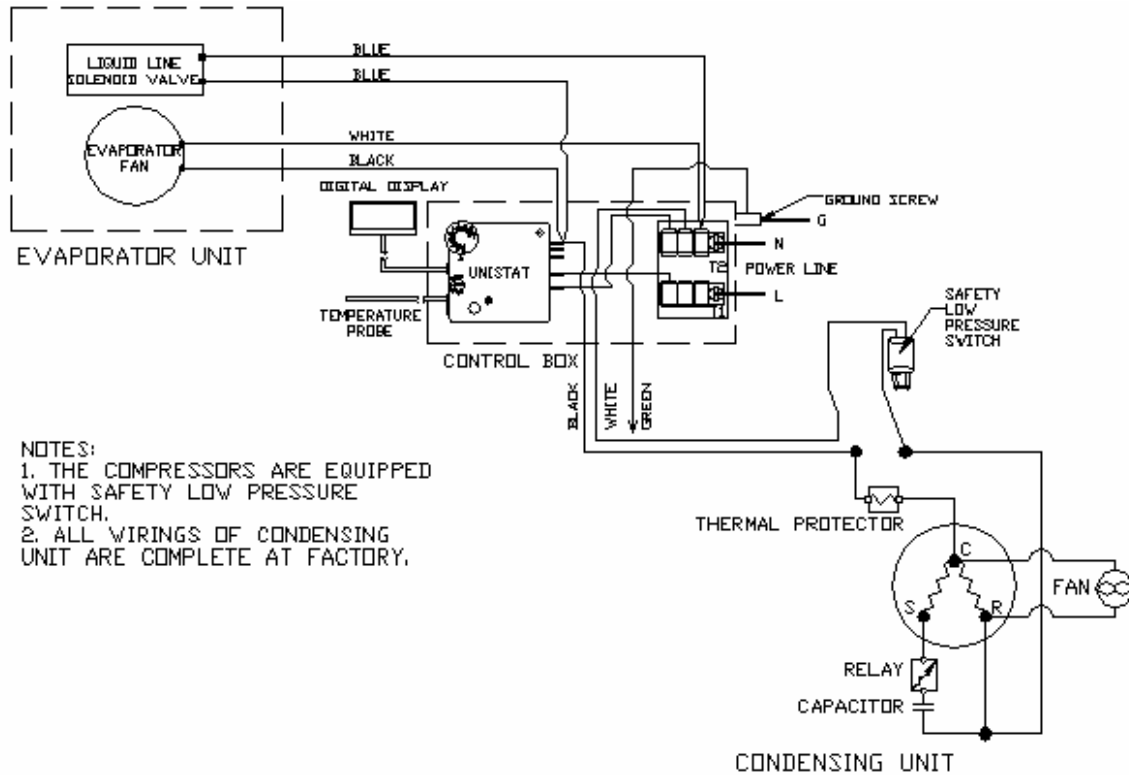 BLUE
LIQUID LINE
SOLENOID VALVE
BLUE
WHITE
EVAPORATOR
FAN
BLACK
DIGITAL DISPLAY
GROUND SCREW
G
EVAPORATOR UNIT
N
UNISTAT
T2
POWER LINE
L
T1
TEMPERATURE
PROBE
SAFETY
LOW
PRESSURE
SWITCH
CONTROL BOX
BLACK
WHITE
GREEN
NOTES:
1. THE COMPRESSORS ARE EQUIPPED
WITH SAFETY LOW PRESSURE
SWITCH.
2. ALL WIRINGS OF CONDENSING
UNIT ARE COMPLETE AT FACTORY.
THERMAL PROTECTOR
C
FAN
S
R
RELAY
CAPACITOR
CONDENSING UNIT